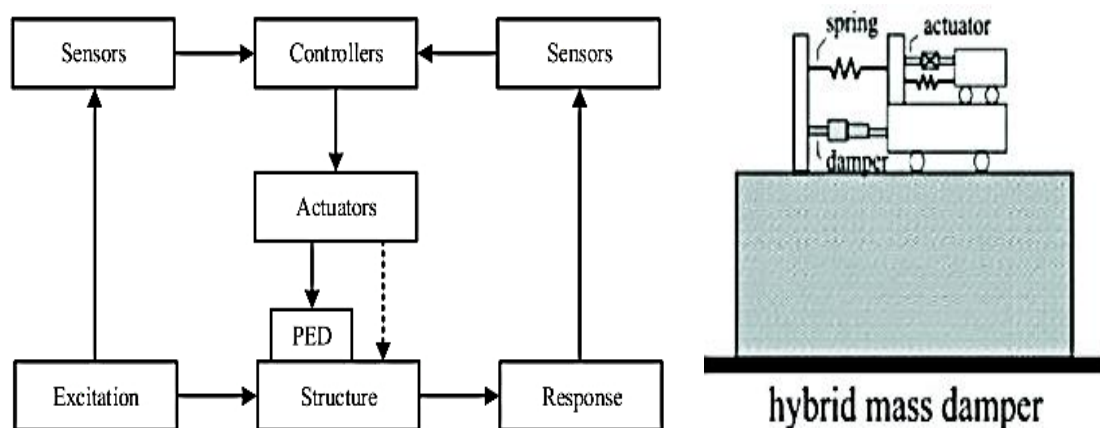 Sensors
Controllers
Sensors
Actuators
PED
Excitation
Structure
Response
spring
actuator
damper
hybrid mass damper